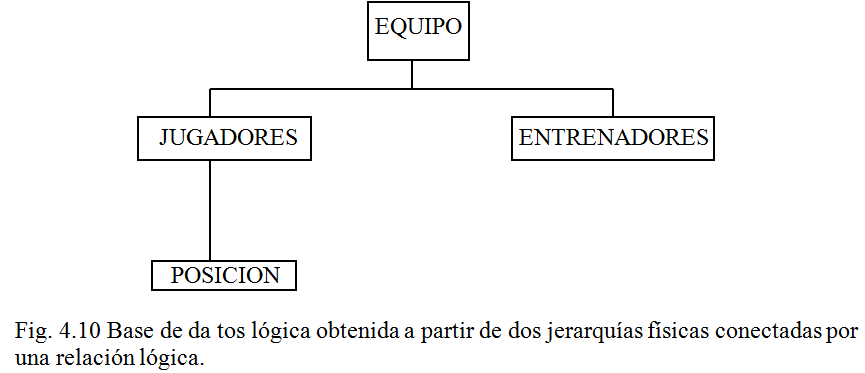 EQUIPO
JUGADORES
ENTRENADORES
POSICION
Fig. 4.10 Base de da tos lógica obtenida a partir de dos jerarquías físicas conectadas por
una relación lógica.